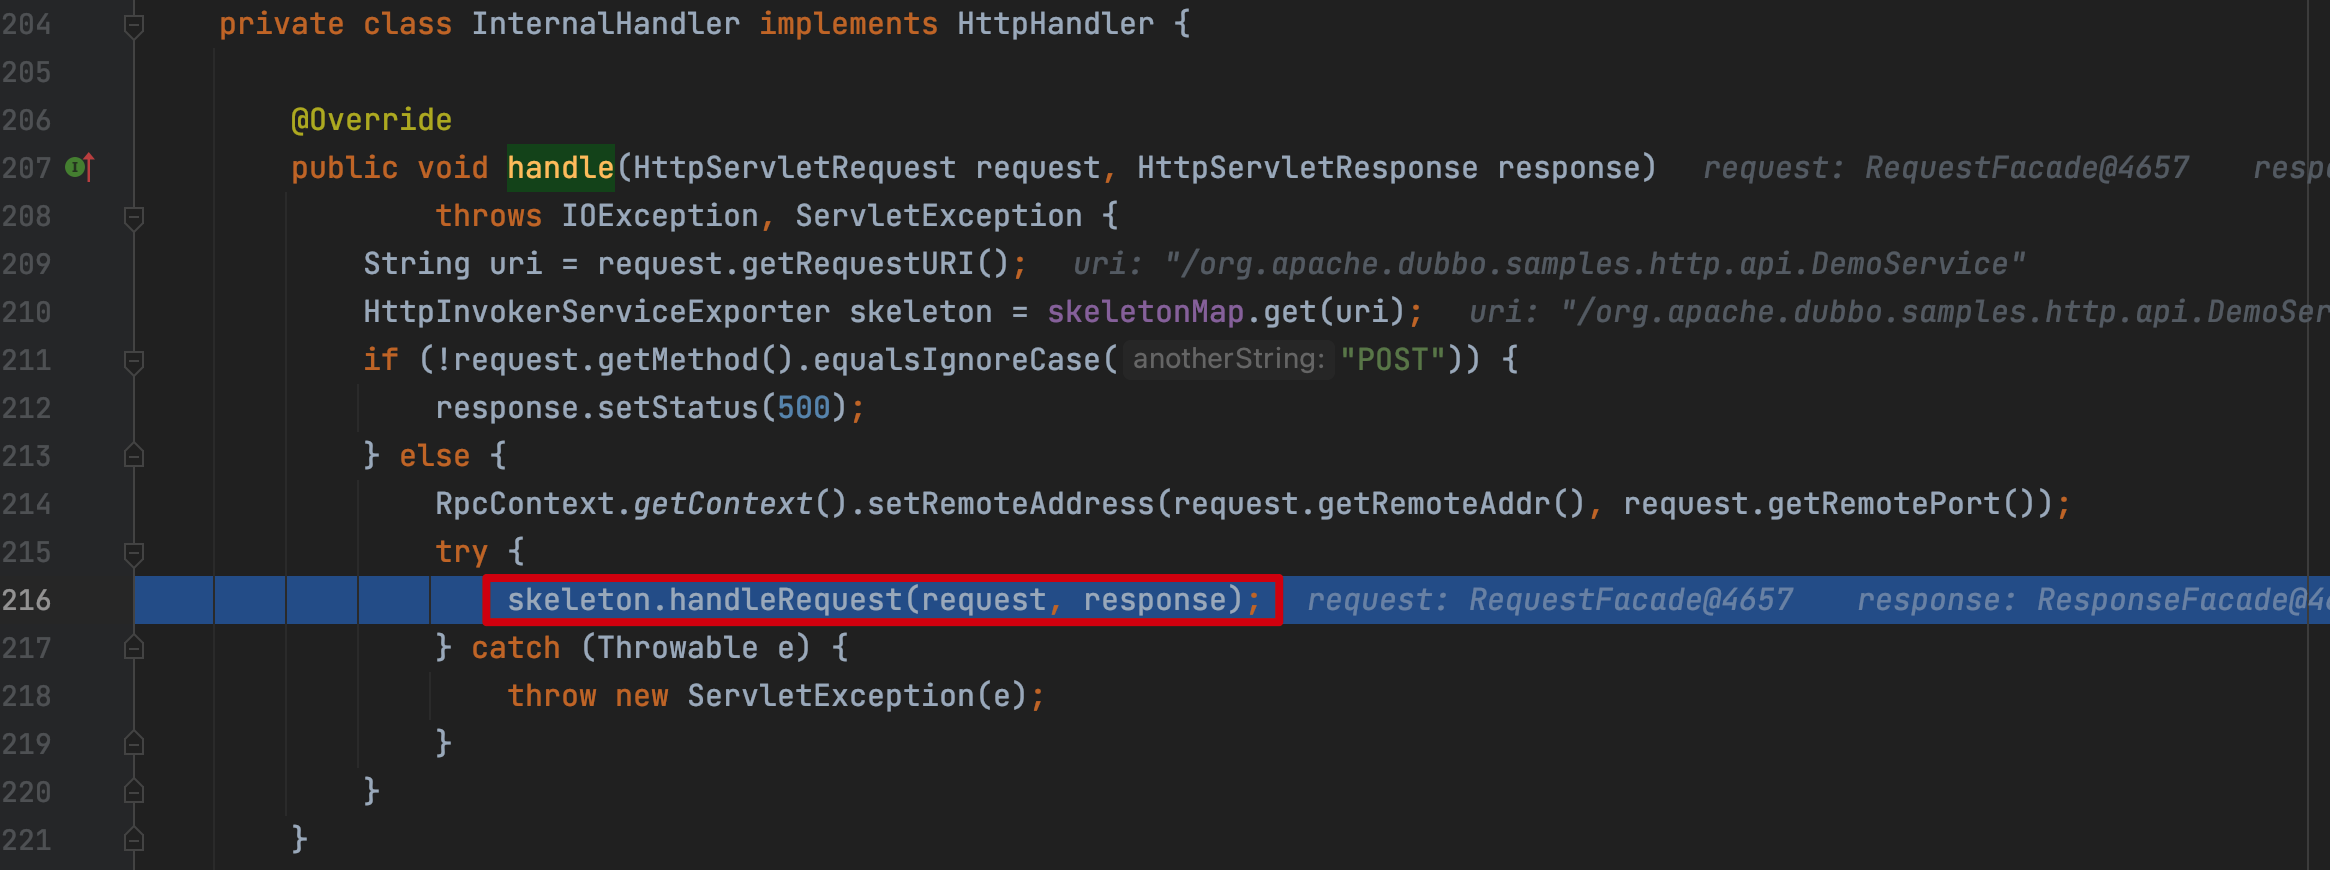 204 private class InternalHandler implements HttpHandler {
205
206 @Override
207 public void handle(HttpServletRequest request, HttpServletResponse response) request: RequestFacade@4657 resp
208 throws IOException, ServletException {
209 String uri = request.getRequestURI(); uri: "/org.apache.dubbo.samples.http.api.DemoService"
210 HttpInvokerServiceExporter skeleton = skeletonMap.get(uri); uri: "/org.apache.dubbo.samples.http.api.DemoSer
211 if (!request.getMethod().equalsIgnoreCase( anotherString: "POST")) {
212 response.setStatus(500);
213 } else {
214 RpcContext.getContext().setRemoteAddress(request.getRemoteAddr(), request.getRemotePort());
215 try {
216 skeleton.handleRequest(request, response); request: RequestFacade@4657 response: ResponseFacade@4
217 } catch (Throwable e) {
218 throw new ServletException(e);
219 }
220 }
221 }